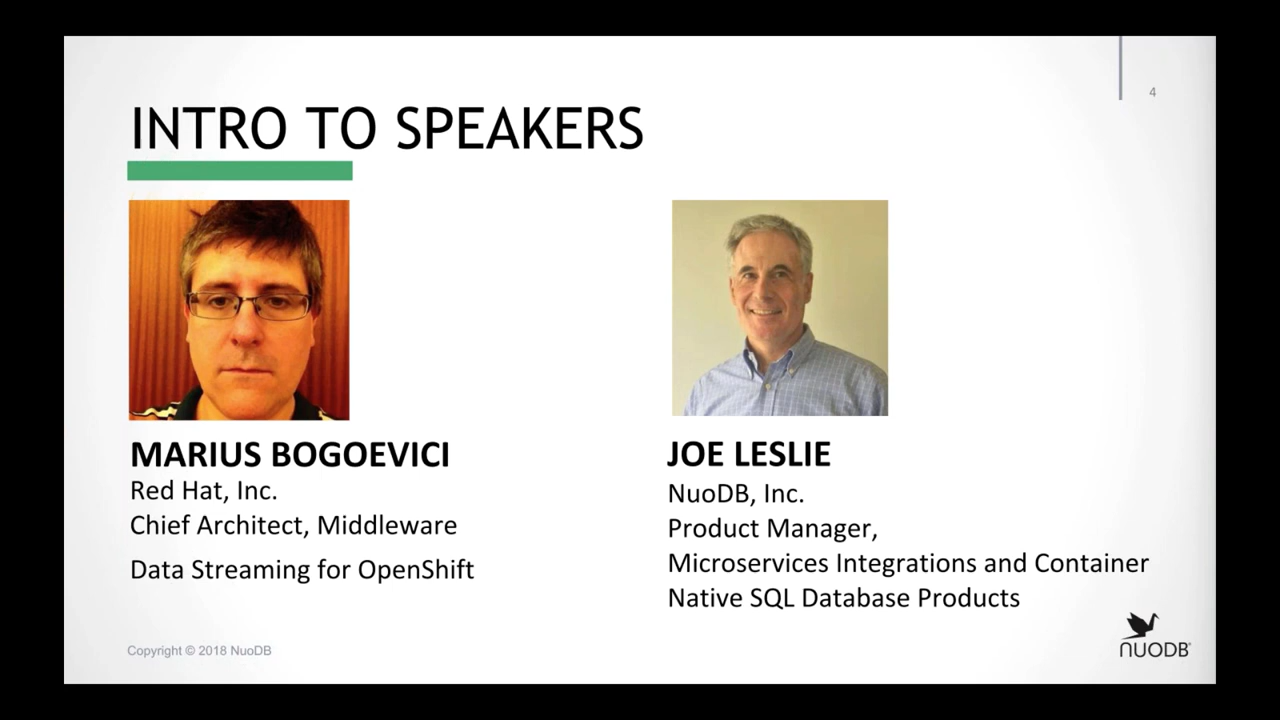 4
INTRO TO SPEAKERS
MARIUS BOGOEVICI
Red Hat, Inc.
Chief Architect, Middleware
Data Streaming for OpenShift
JOE LESLIE
NuoDB, Inc.
Product Manager,
Microservices Integrations and Container
Native SQL Database Products
Copyright © 2018 NuoDB
NUODB